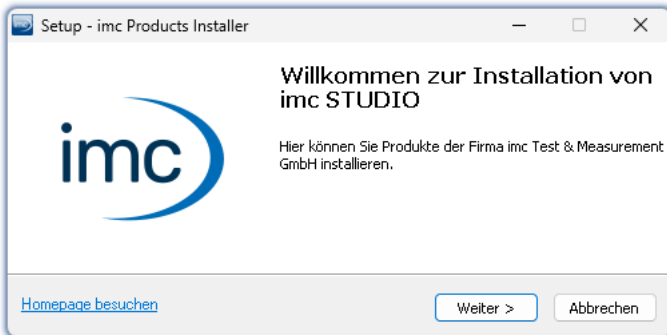 Setup - imc Products Installer
imc
Willkommen zur Installation von
imc STUDIO
Hier können Sie Produkte der Firma imc Test & Measurement
GmbH installieren.
Homepage besuchen
Weiter >
Abbrechen